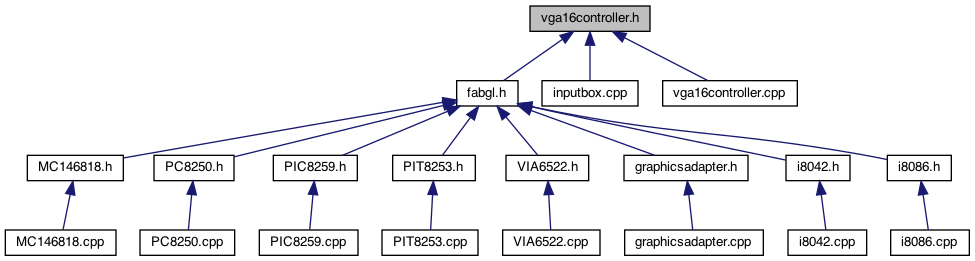 vga16controller.h
fabgl.h
inputbox.cpp
vga16controller.cpp
MC146818.h
PC8250.h
PIC8259.h
PIT8253.h
VIA6522.h
graphicsadapter.h
i8042.h
i8086.h
MC146818.cpp
PC8250.cpp
PIC8259.cpp
PIT8253.cpp
VIA6522.cpp
graphicsadapter.cpp
i8042.cpp
i8086.cpp